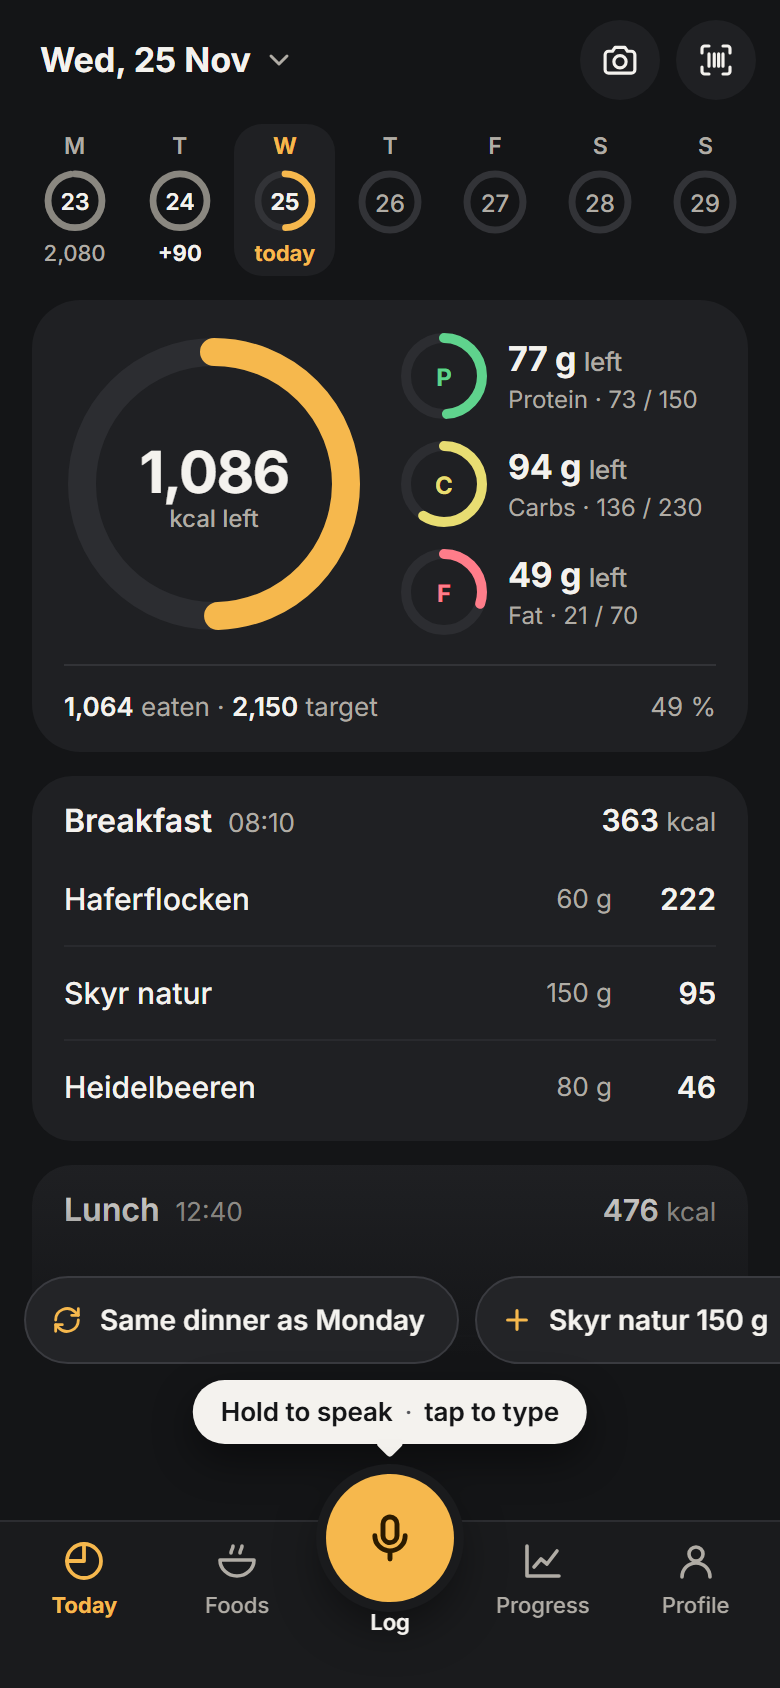 Wed, 25 Nov
M T W T F S S
23 24 25 26 27 28 29
2,080 +90 today
1,086
kcal left
P
77 g left
Protein · 73 / 150
C
94 g left
Carbs · 136 / 230
F
49 g left
Fat · 21 / 70
1,064 eaten · 2,150 target 49 %
Breakfast 08:10 363 kcal
Haferflocken 60 g 222
Skyr natur 150 g 95
Heidelbeeren 80 g 46
Lunch 12:40 476 kcal
Same dinner as Monday
Skyr natur 150 g
Hold to speak · tap to type
Today Foods Log Progress Profile